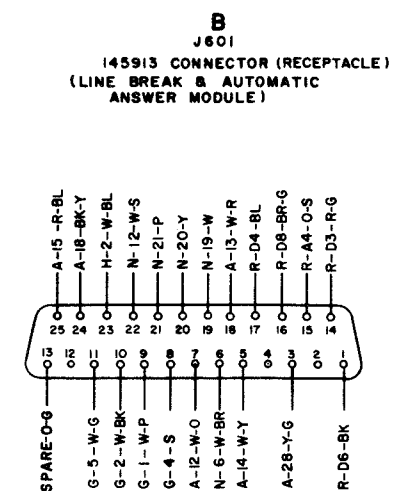 B
J601
145913 CONNECTOR (RECEPTACLE)
(LINE BREAK & AUTOMATIC
ANSWER MODULE)
A-15-R-BL
A-18-BK-Y
H-2-W-BL
N-12-W-S
N-21-P
N-20-Y
N-19-W
A-13-W-R
R-D4-BL
R-D8-BR-G
R-A4-O-S
R-D3-R-G
25 24 23 22 21 20 19 18 17 16 15 14
13 12 11 10 9 8 7 6 5 4 3 2 1
SPARE-O-G
G-5-W-G
G-2-W-BK
G-1-W-P
G-4-S
A-12-W-O
N-6-W-BR
A-14-W-Y
A-28-Y-G
R-D6-BK